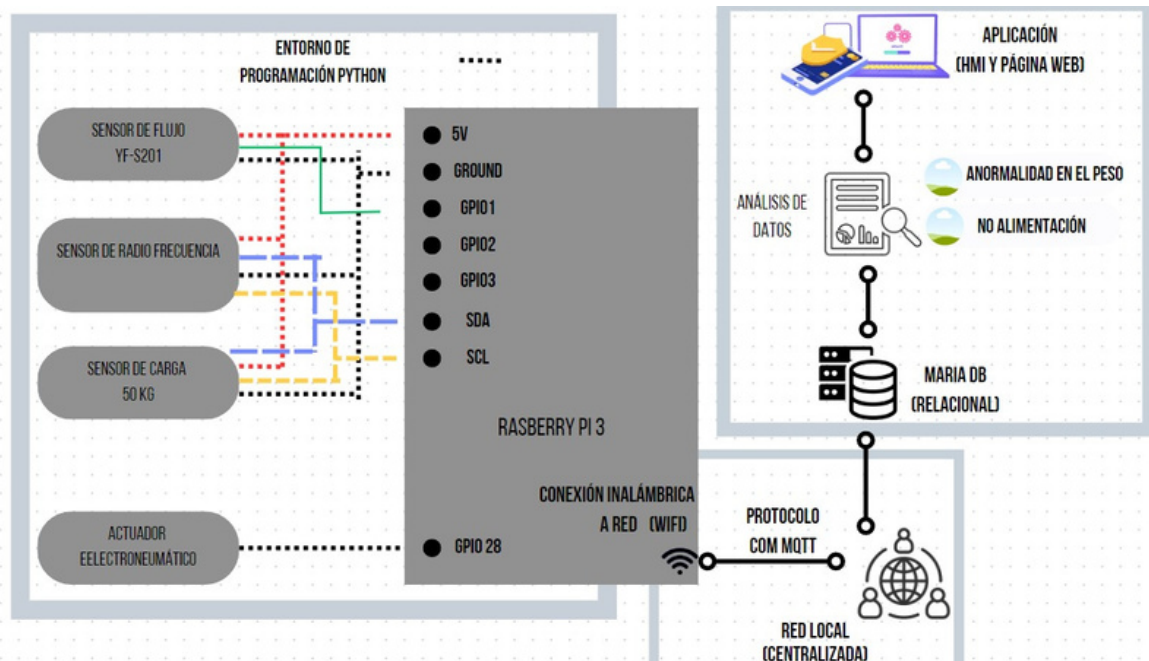 ENTORNO DE
PROGRAMACIÓN PYTHON
SENSOR DE FLUJO
YF-S201
SENSOR DE RADIO FRECUENCIA
SENSOR DE CARGA
50 KG
ACTUADOR
EELECTRONEUMÁTICO
5V
GROUND
GPIO1
GPIO2
GPIO3
SDA
SCL
RASBERRY PI 3
CONEXIÓN INALÁMBRICA
A RED (WIFI)
GPIO 28
PROTOCOLO
COM MQTT
RED LOCAL
(CENTRALIZADA)
APLICACIÓN
(HMI Y PÁGINA WEB)
ANÁLISIS DE
DATOS
ANORMALIDAD EN EL PESO
NO ALIMENTACIÓN
MARIA DB
(RELACIONAL)